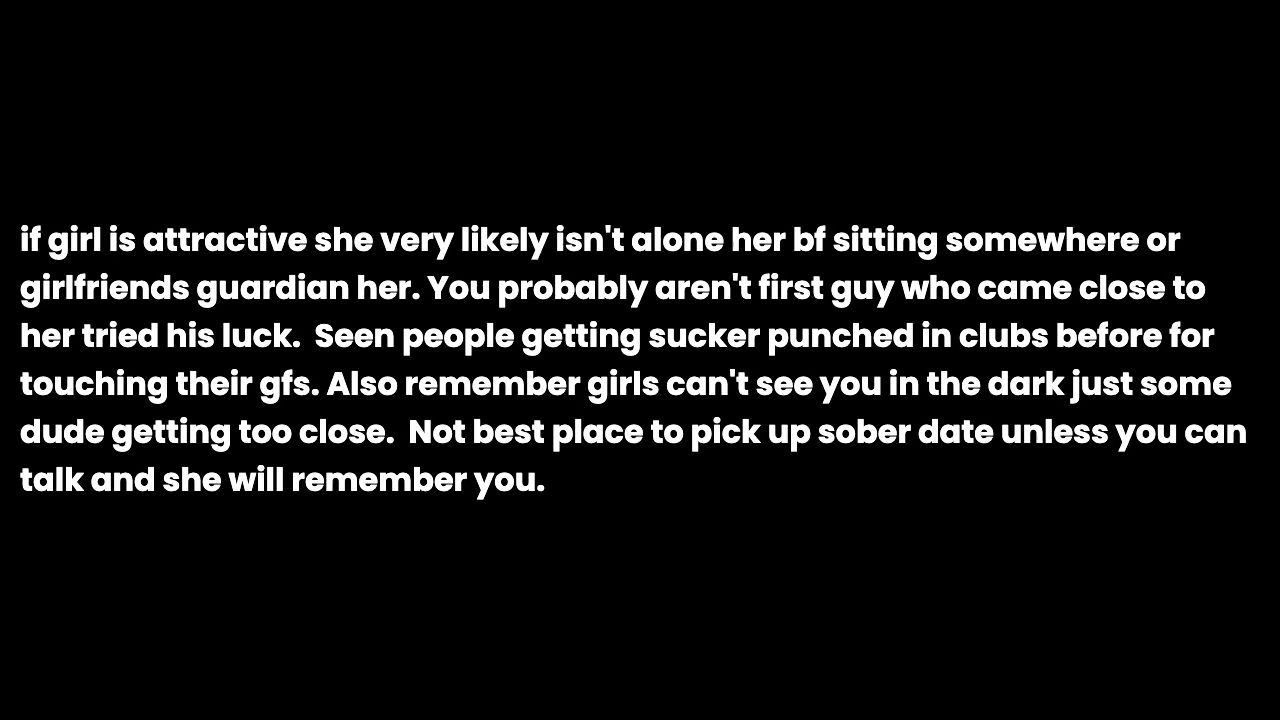 if girl is attractive she very likely isn't alone her bf sitting somewhere or
girlfriends guardian her. You probably aren't first guy who came close to
her tried his luck.  Seen people getting sucker punched in clubs before for
touching their gfs. Also remember girls can't see you in the dark just some
dude getting too close.  Not best place to pick up sober date unless you can
talk and she will remember you.